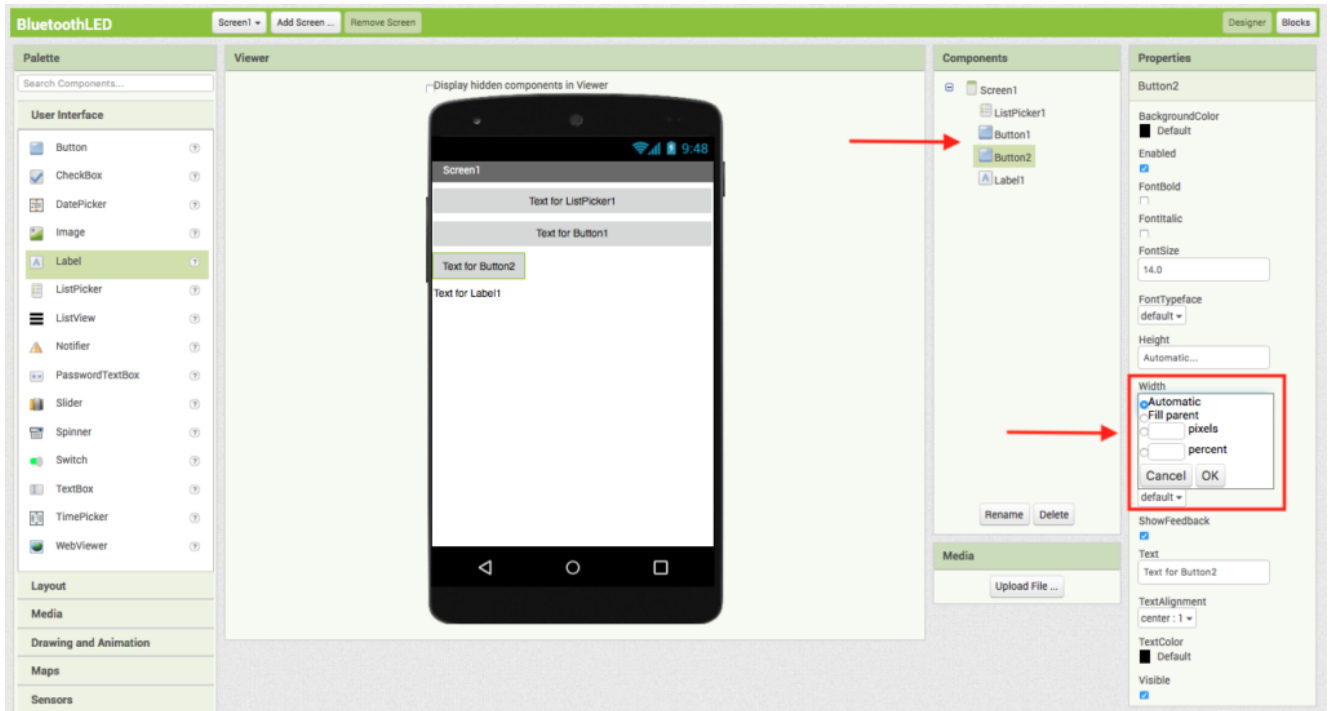 BluetoothLED
Screen1
Add Screen ...
Remove Screen
Designer
Blocks
Palette
Search Components...
User Interface
Button
CheckBox
DatePicker
Image
Label
ListPicker
ListView
Notifier
PasswordTextBox
Slider
Spinner
Switch
TextBox
TimePicker
WebViewer
Layout
Media
Drawing and Animation
Maps
Sensors
Viewer
Display hidden components in Viewer
9:48
Screen1
Text for ListPicker1
Text for Button1
Text for Button2
Text for Label1
Components
Screen1
ListPicker1
Button1
Button2
Label1
Rename
Delete
Media
Upload File ...
Properties
Button2
BackgroundColor
Default
Enabled
FontBold
FontItalic
FontSize
14.0
FontTypeface
default
Height
Automatic...
Width
Automatic
Fill parent
pixels
percent
Cancel
OK
default
ShowFeedback
Text
Text for Button2
TextAlignment
center : 1
TextColor
Default
Visible